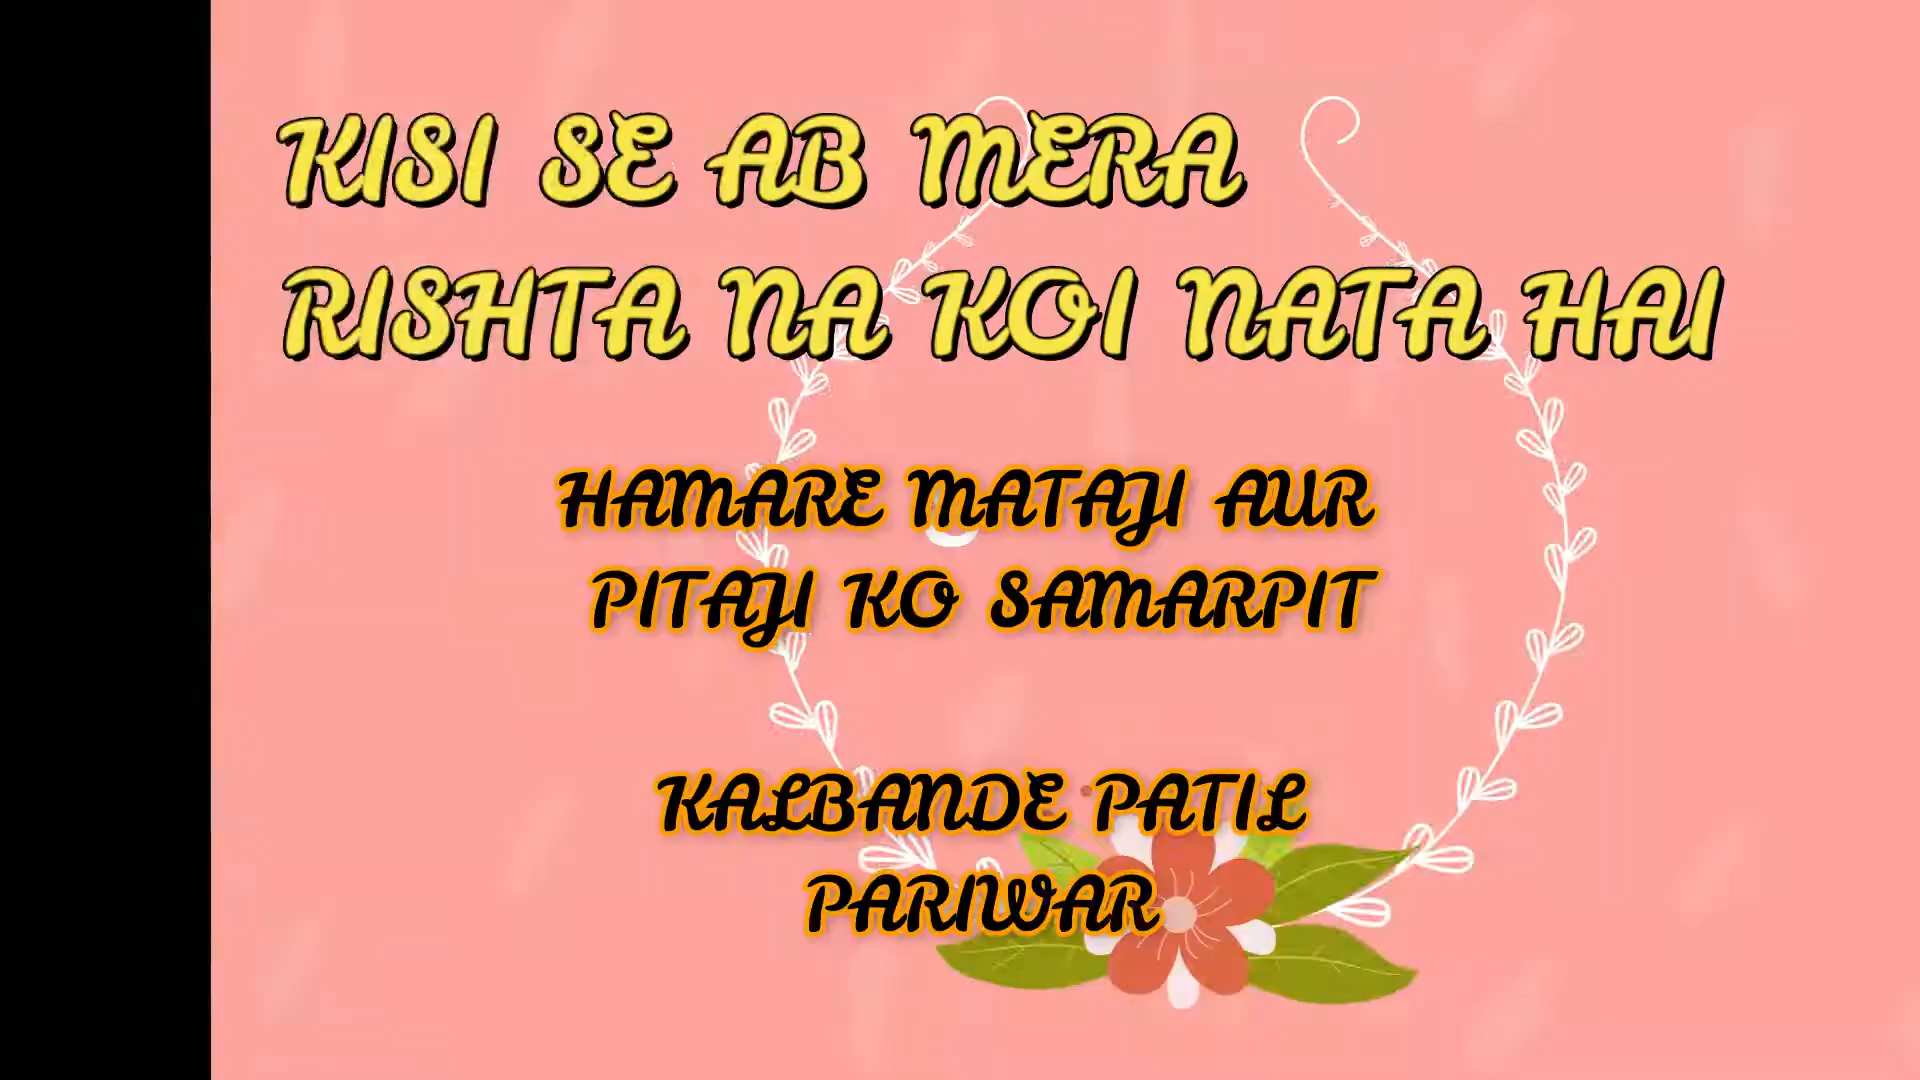 KISI SE AB MERA
RISHTA NA KOI NATA HAI
HAMARE MATAJI AUR
PITAJI KO SAMARPIT
KALBANDE PATIL
PARIWAR